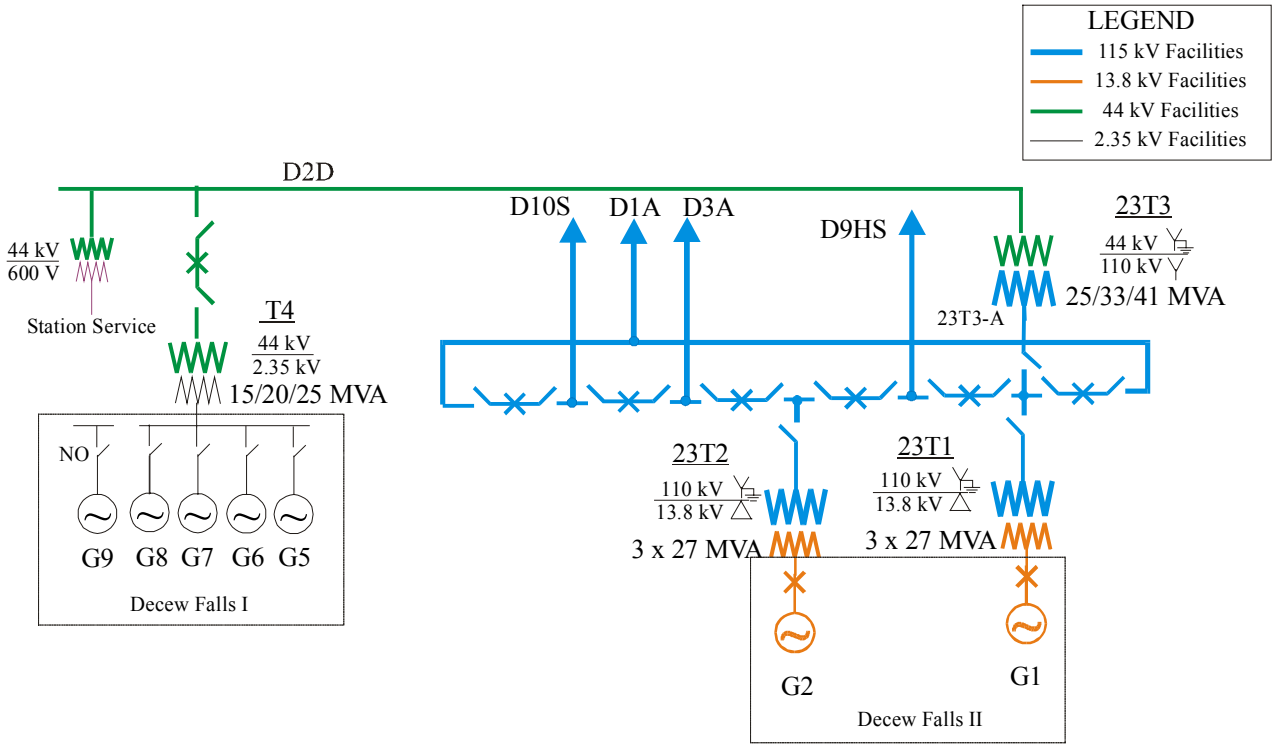 LEGEND
115 kV Facilities
13.8 kV Facilities
44 kV Facilities
2.35 kV Facilities
D2D
D10S
D1A
D3A
D9HS
23T3
44 kV
110 kV
25/33/41 MVA
23T3-A
44 kV
600 V
Station Service
T4
44 kV
2.35 kV
15/20/25 MVA
NO
G9
G8
G7
G6
G5
Decew Falls I
23T2
110 kV
13.8 kV
3 x 27 MVA
23T1
110 kV
13.8 kV
3 x 27 MVA
G2
G1
Decew Falls II